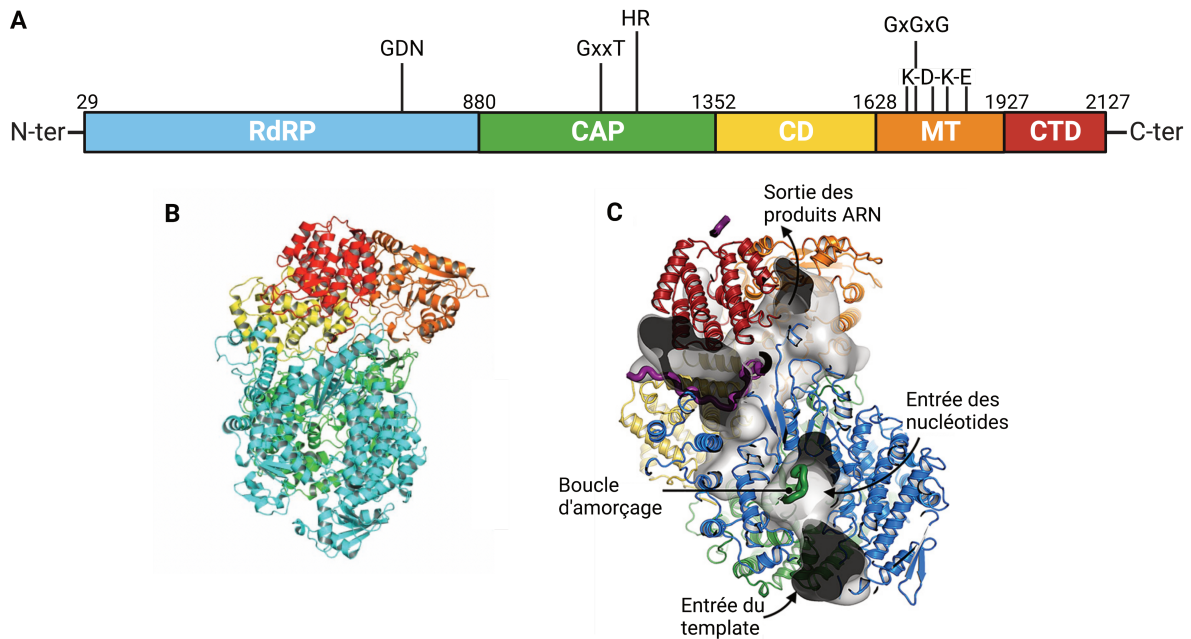 A
HR
GxGxG
GDN
GxxT
K-D-K-E
29
880
1352
1628
1927
2127
N-ter
RdRP
CAP
CD
MT
CTD
C-ter
B
C
Sortie des
produits ARN
Entrée des
nucléotides
Boucle
d'amorçage
Entrée du
template